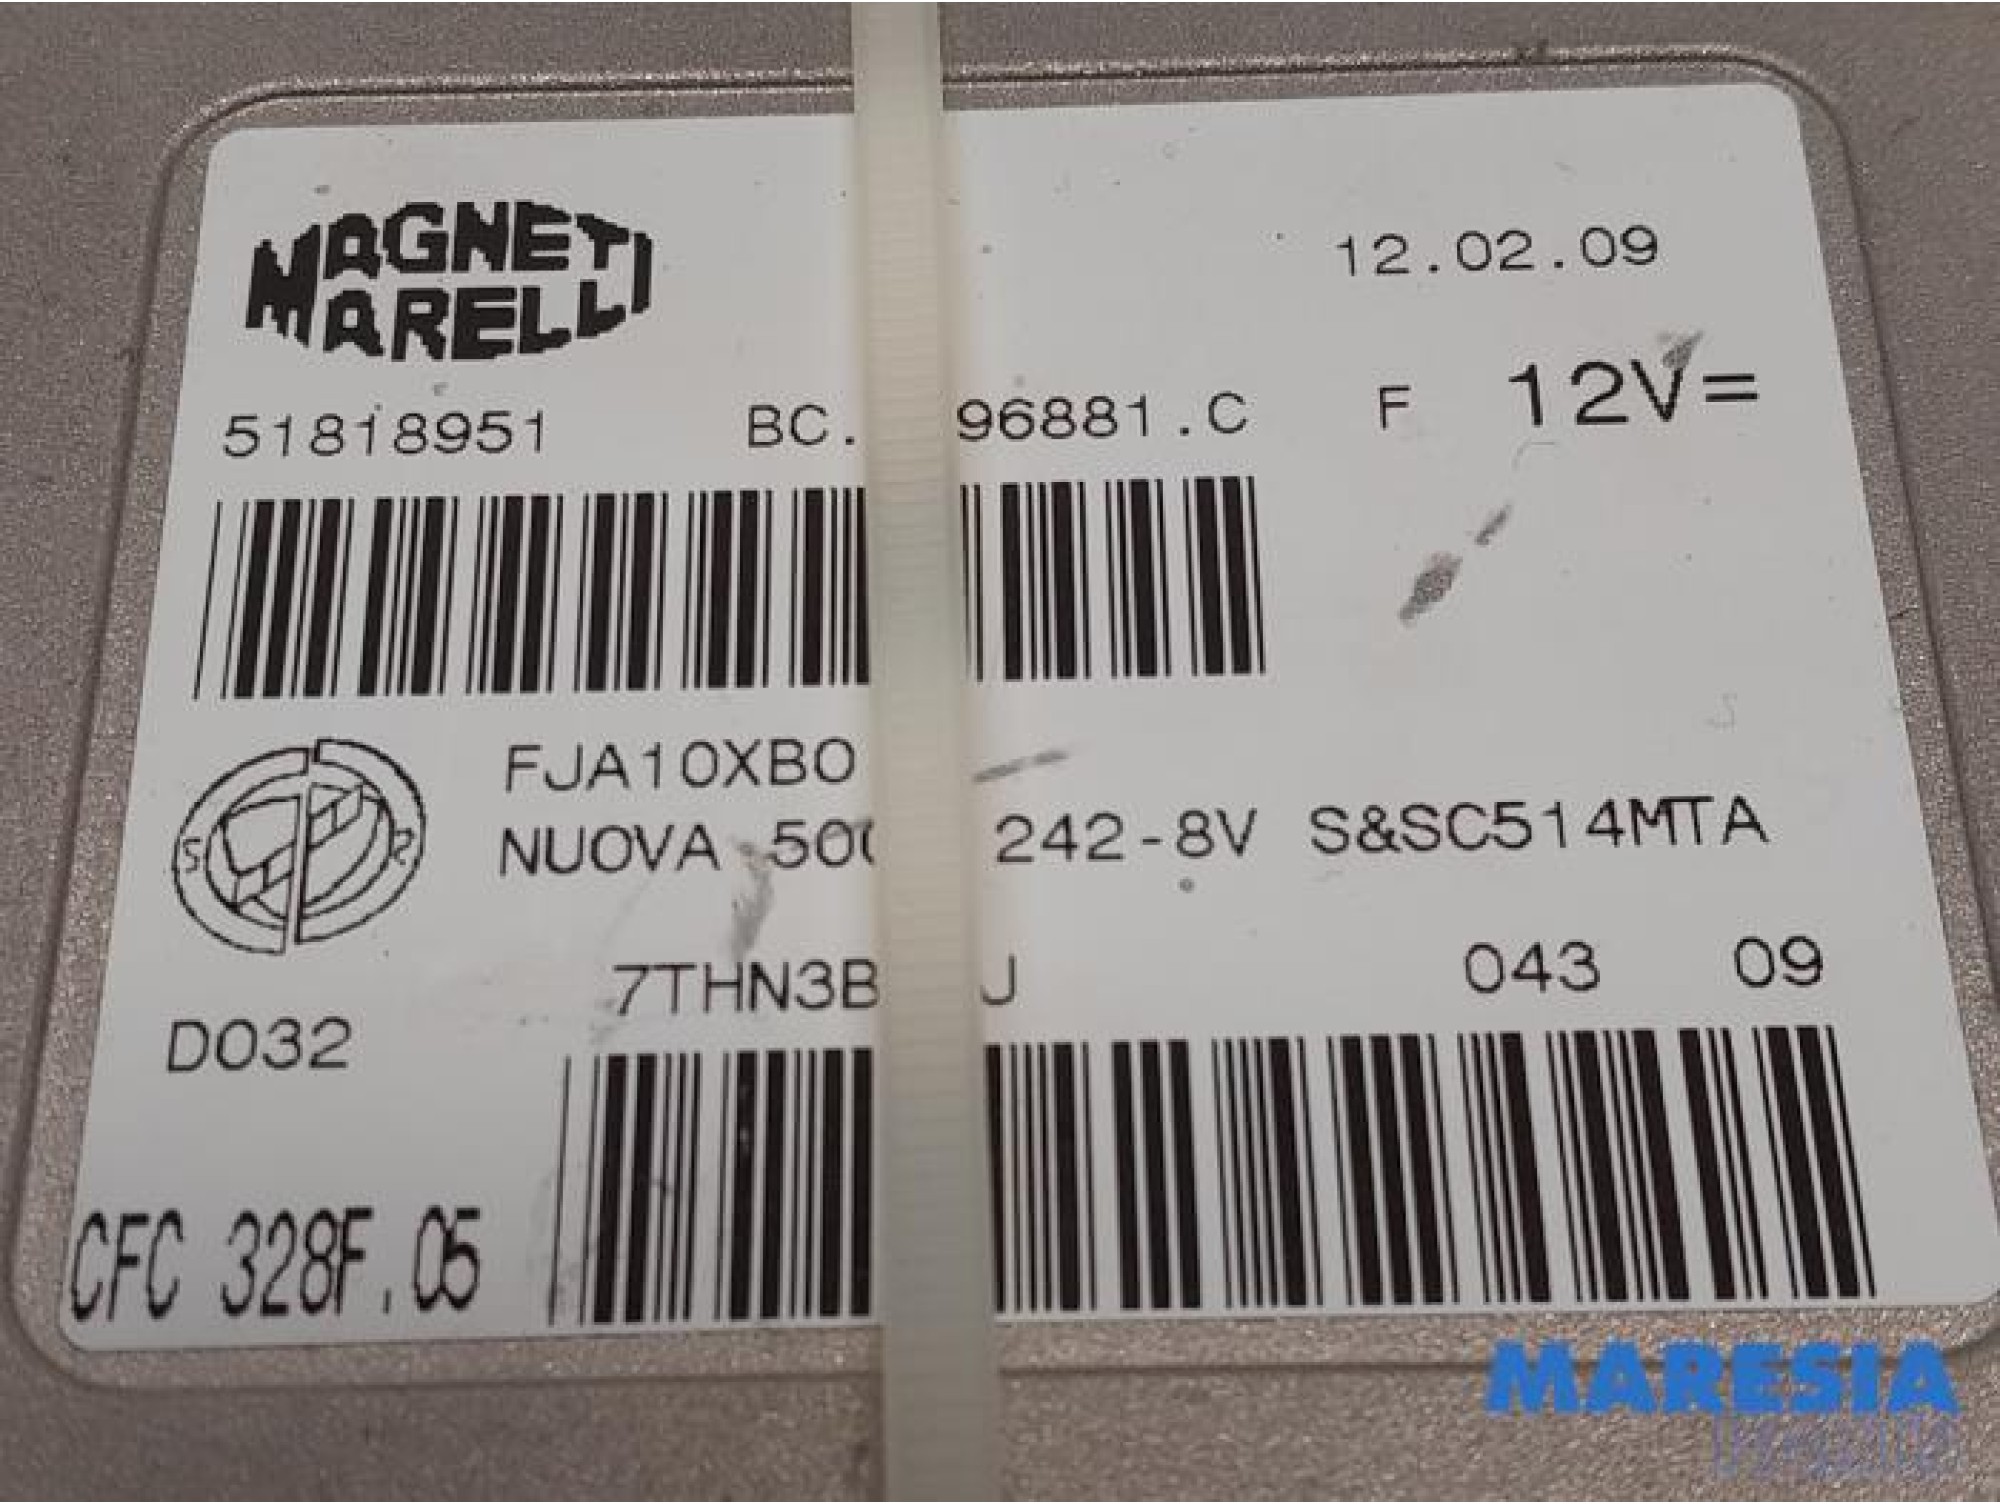 MAGNETI
MARELLI
12.02.09
51818951 BC. 96881.C F 12V=
FJA10XBO
NUOVA 242-8V S&SC514MTA
S R
7THN3B J 043 09
D032
CFC 328F.05
MARESIA